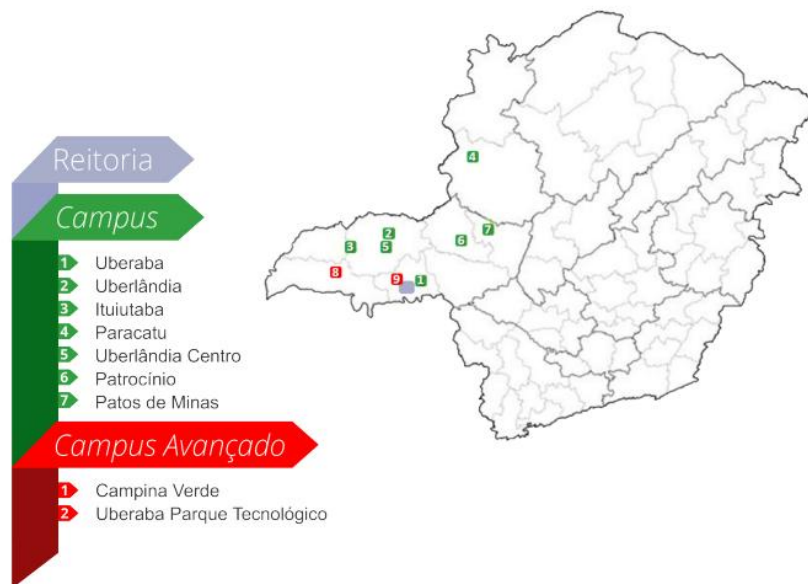 Reitoria
Campus
1 Uberaba
2 Uberlândia
3 Ituiutaba
4 Paracatu
5 Uberlândia Centro
6 Patrocínio
7 Patos de Minas
Campus Avançado
1 Campina Verde
2 Uberaba Parque Tecnológico
4
2
7
3
5
6
8
9
1